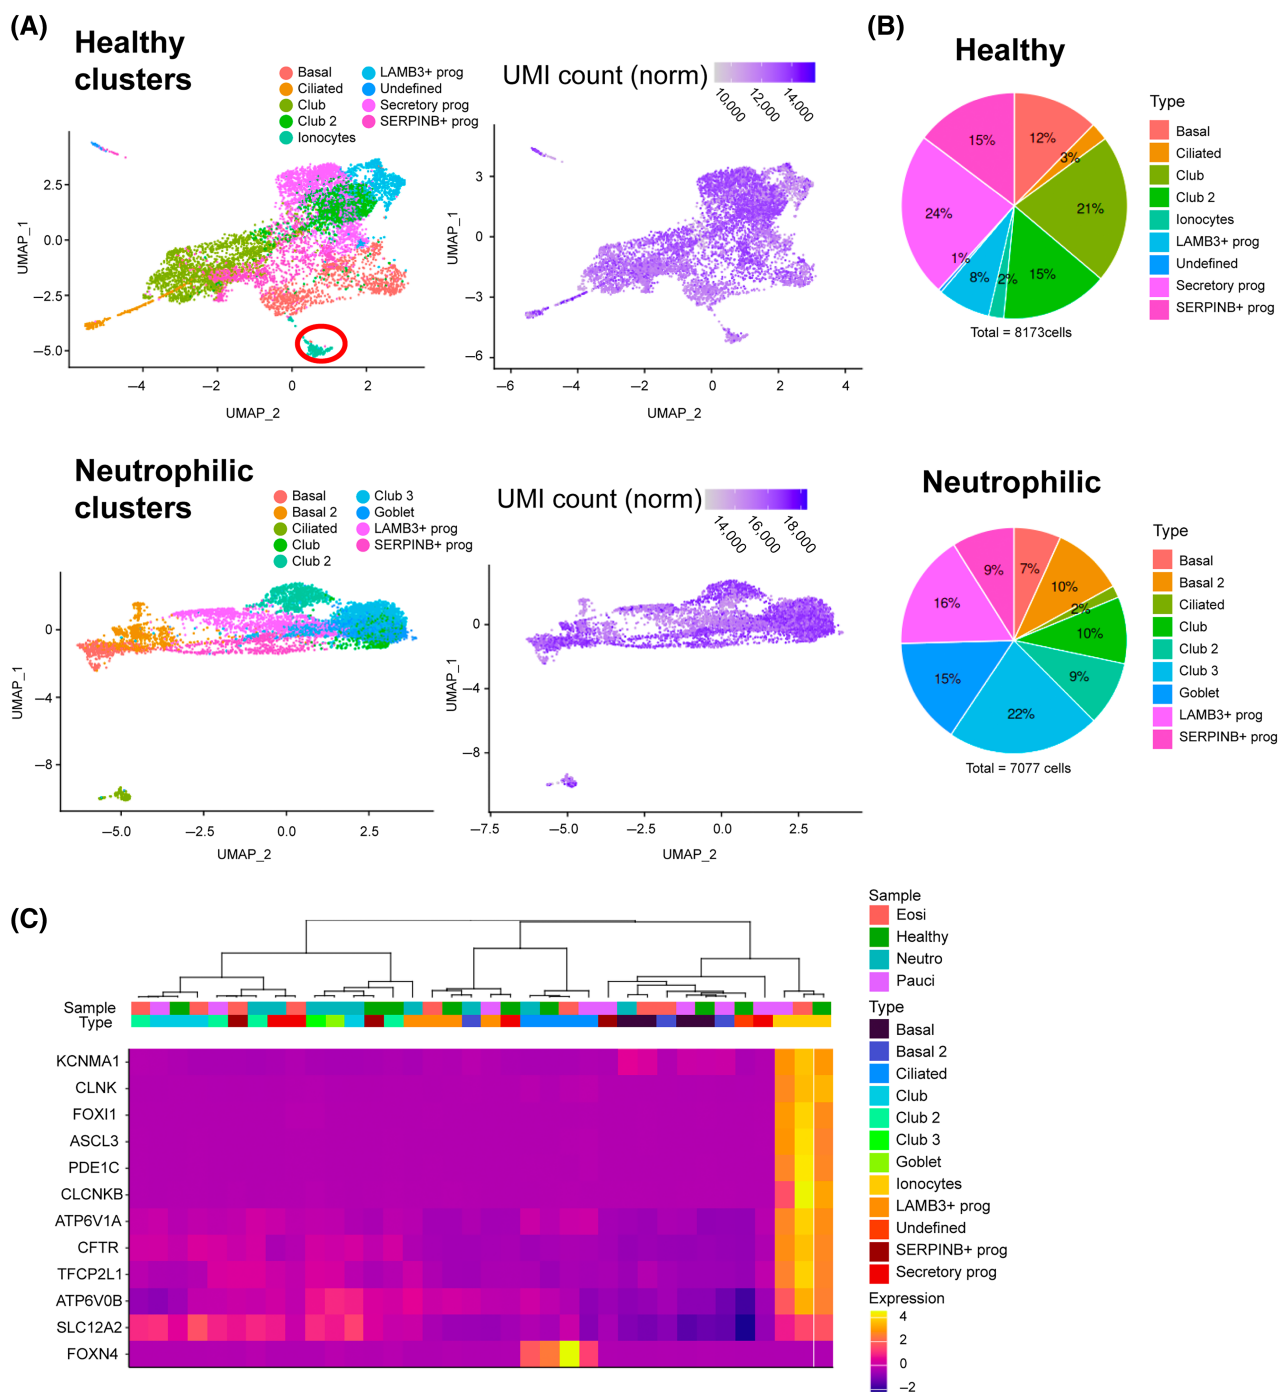 (A)
Healthy
clusters
Basal
Ciliated
Club
Club 2
Ionocytes
LAMB3+ prog
Undefined
Secretory prog
SERPINB+ prog
2.5
0.0
−2.5
−5.0
UMAP_1
−4
−2
0
2
UMAP_2
UMI count (norm)
10,000
12,000
14,000
3
0
−3
−6
UMAP_1
−6
−4
−2
0
2
4
UMAP_2
(B)
Healthy
12%
3%
21%
15%
2%
8%
1%
24%
15%
Total = 8173cells
Type
Basal
Ciliated
Club
Club 2
Ionocytes
LAMB3+ prog
Undefined
Secretory prog
SERPINB+ prog
Neutrophilic
clusters
Basal
Basal 2
Ciliated
Club
Club 2
Club 3
Goblet
LAMB3+ prog
SERPINB+ prog
0
−4
−8
UMAP_1
−5.0
−2.5
0.0
2.5
UMAP_2
UMI count (norm)
14,000
16,000
18,000
0
−4
−8
UMAP_1
−7.5
−5.0
−2.5
0.0
2.5
UMAP_2
Neutrophilic
7%
10%
2%
10%
9%
22%
15%
16%
9%
Total = 7077 cells
Type
Basal
Basal 2
Ciliated
Club
Club 2
Club 3
Goblet
LAMB3+ prog
SERPINB+ prog
(C)
Sample
Type
KCNMA1
CLNK
FOXI1
ASCL3
PDE1C
CLCNKB
ATP6V1A
CFTR
TFCP2L1
ATP6V0B
SLC12A2
FOXN4
Sample
Eosi
Healthy
Neutro
Pauci
Type
Basal
Basal 2
Ciliated
Club
Club 2
Club 3
Goblet
Ionocytes
LAMB3+ prog
Undefined
SERPINB+ prog
Secretory prog
Expression
4
2
0
−2